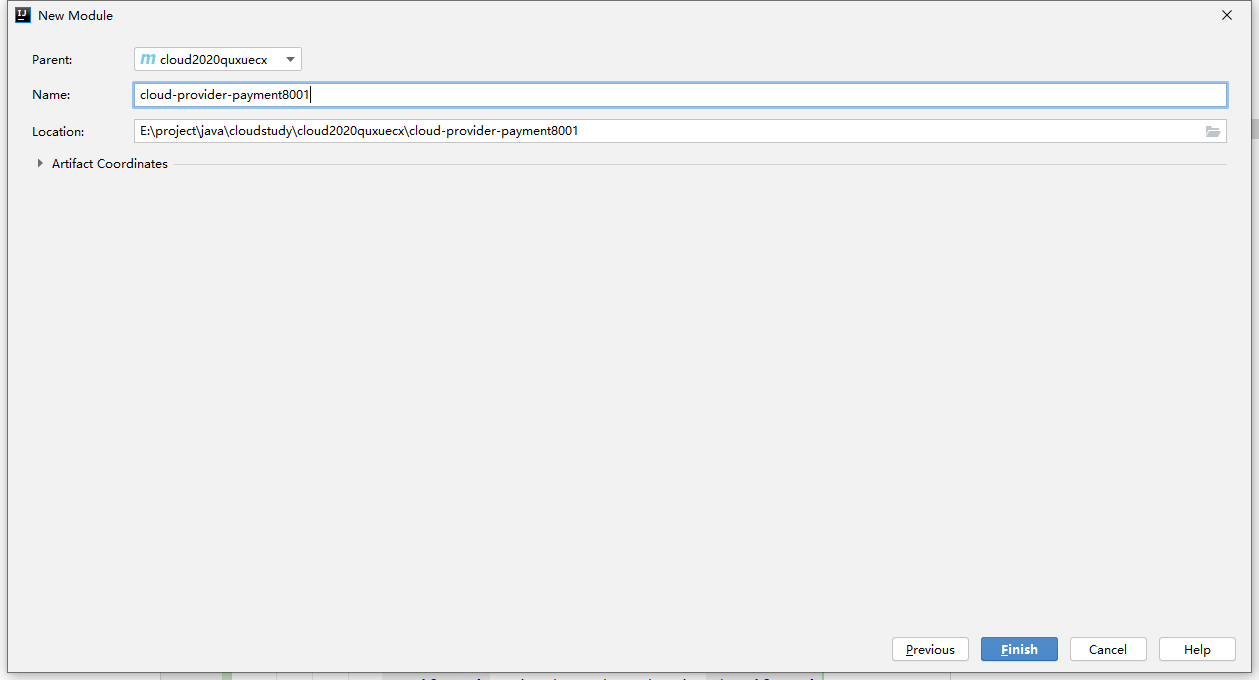 New Module
Parent: cloud2020quxuecx
Name: cloud-provider-payment8001
Location: E:\project\java\cloudstudy\cloud2020quxuecx\cloud-provider-payment8001
Artifact Coordinates
Previous Finish Cancel Help